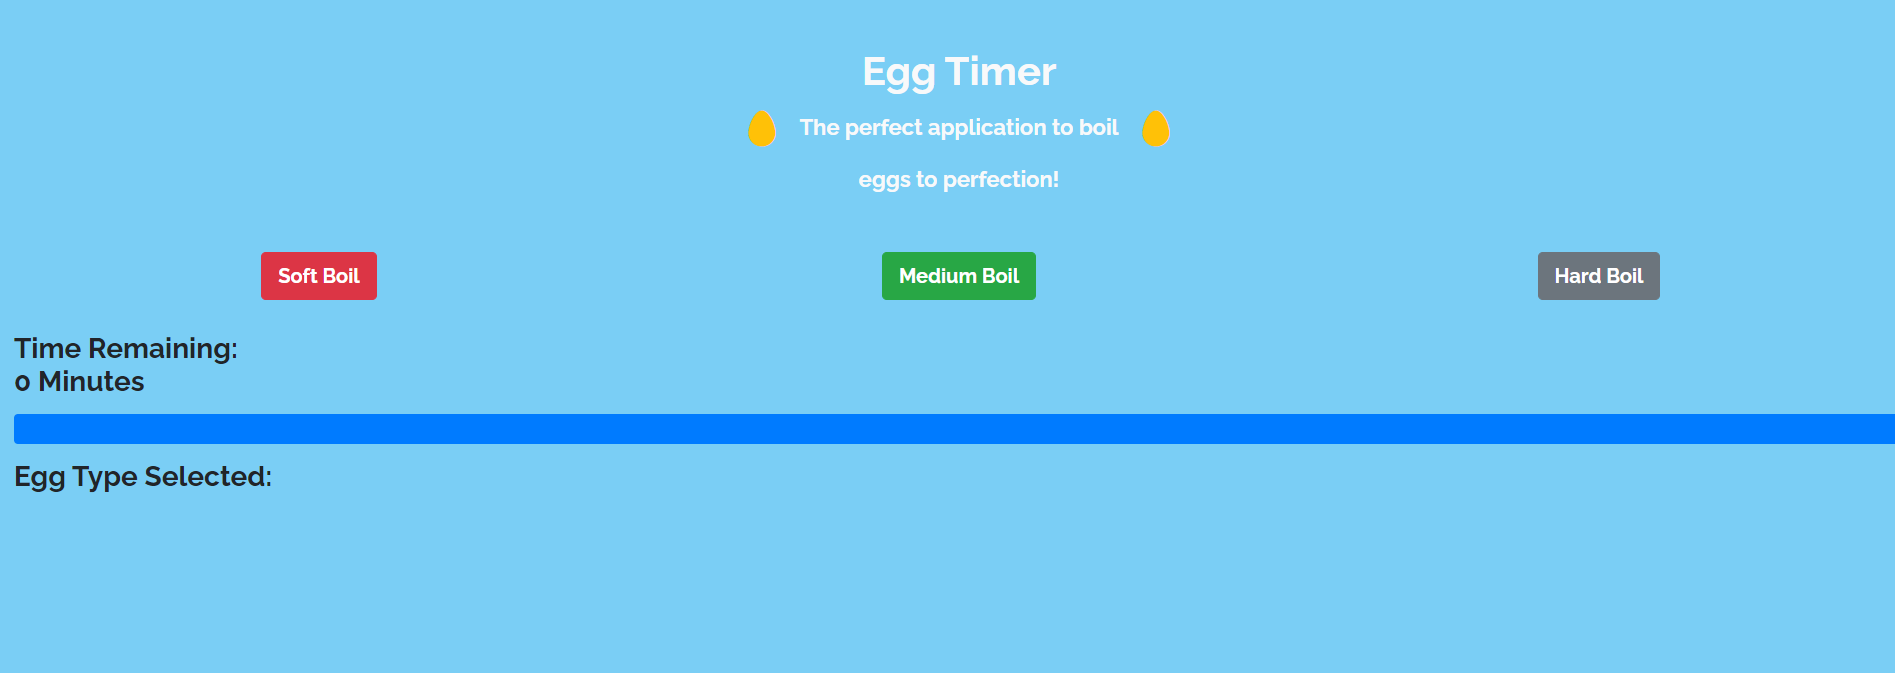 Egg Timer
The perfect application to boil
eggs to perfection!
Soft Boil
Medium Boil
Hard Boil
Time Remaining:
0 Minutes
Egg Type Selected: